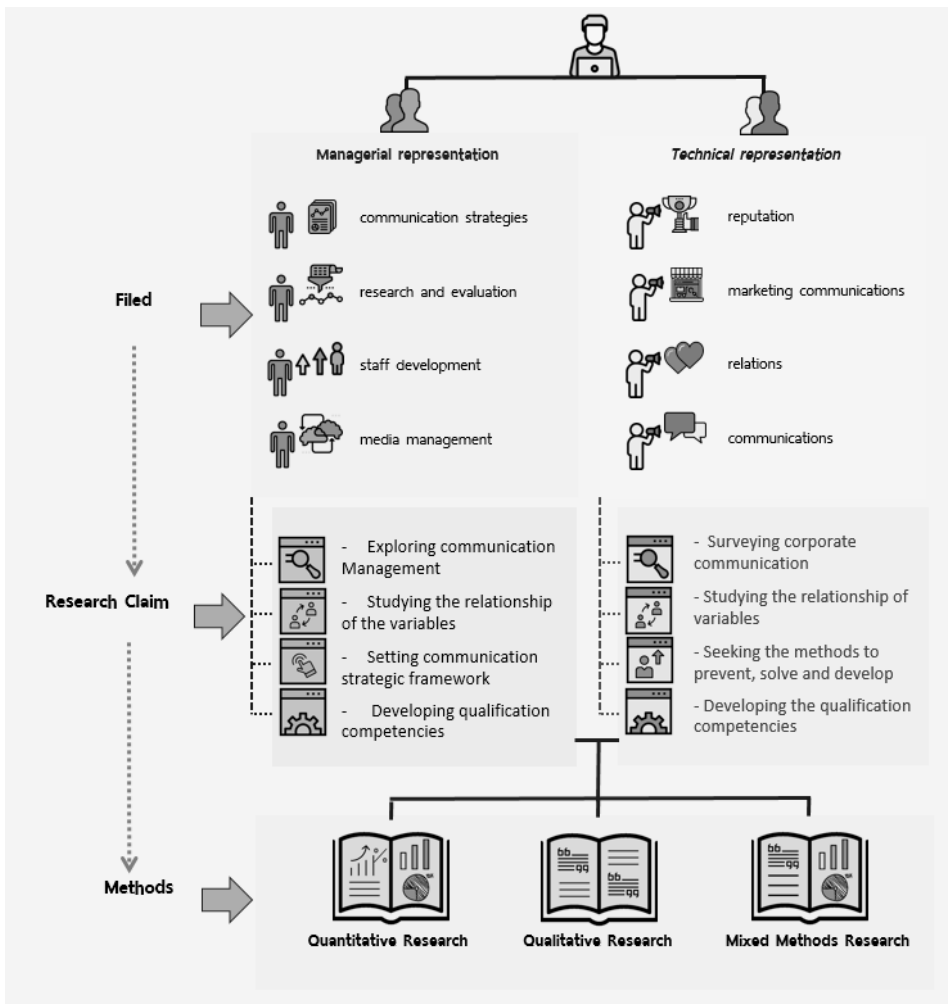 Managerial representation
Technical representation
Filed
communication strategies
research and evaluation
staff development
media management
reputation
marketing communications
relations
communications
Research Claim
- Exploring communication
Management
- Studying the relationship
of the variables
- Setting communication
strategic framework
- Developing qualification
competencies
- Surveying corporate
communication
- Studying the relationship of
variables
- Seeking the methods to
prevent, solve and develop
- Developing the qualification
competencies
Methods
Quantitative Research
Qualitative Research
Mixed Methods Research